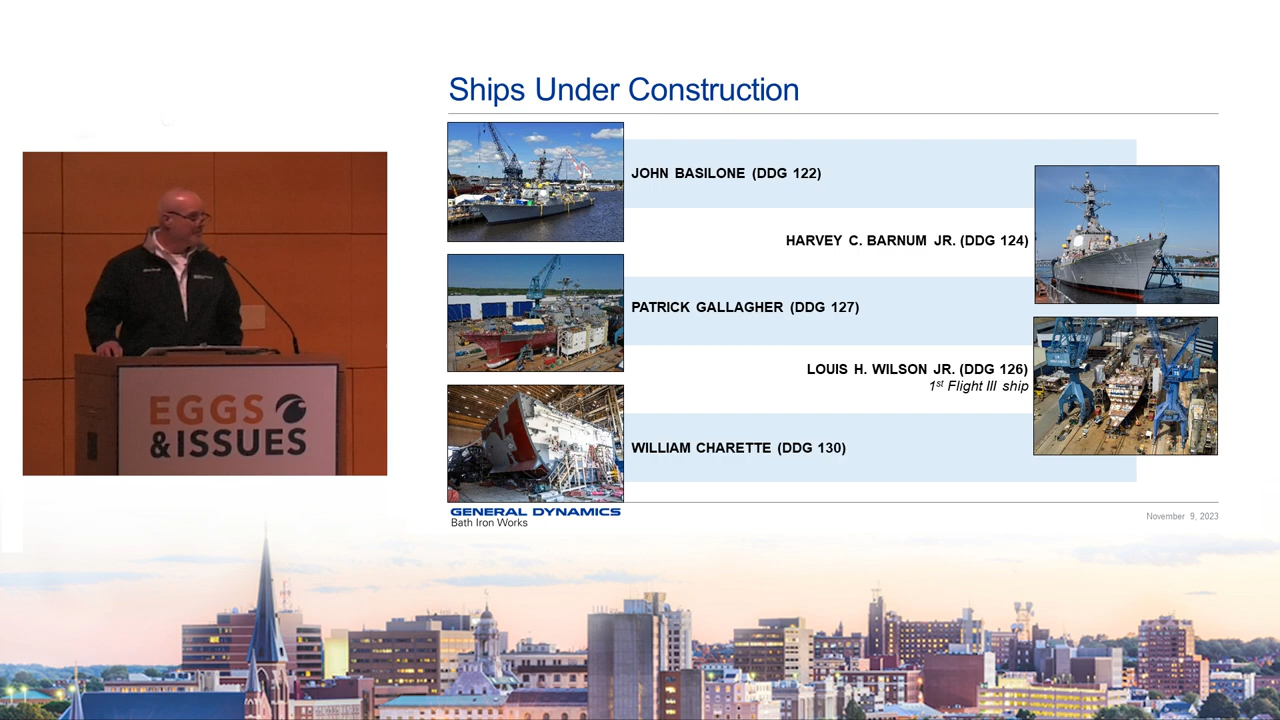 Ships Under Construction
JOHN BASILONE (DDG 122)
HARVEY C. BARNUM JR. (DDG 124)
PATRICK GALLAGHER (DDG 127)
LOUIS H. WILSON JR. (DDG 126)
1st Flight III ship
WILLIAM CHARETTE (DDG 130)
GENERAL DYNAMICS
Bath Iron Works
November 9, 2023
EGGS
&ISSUES